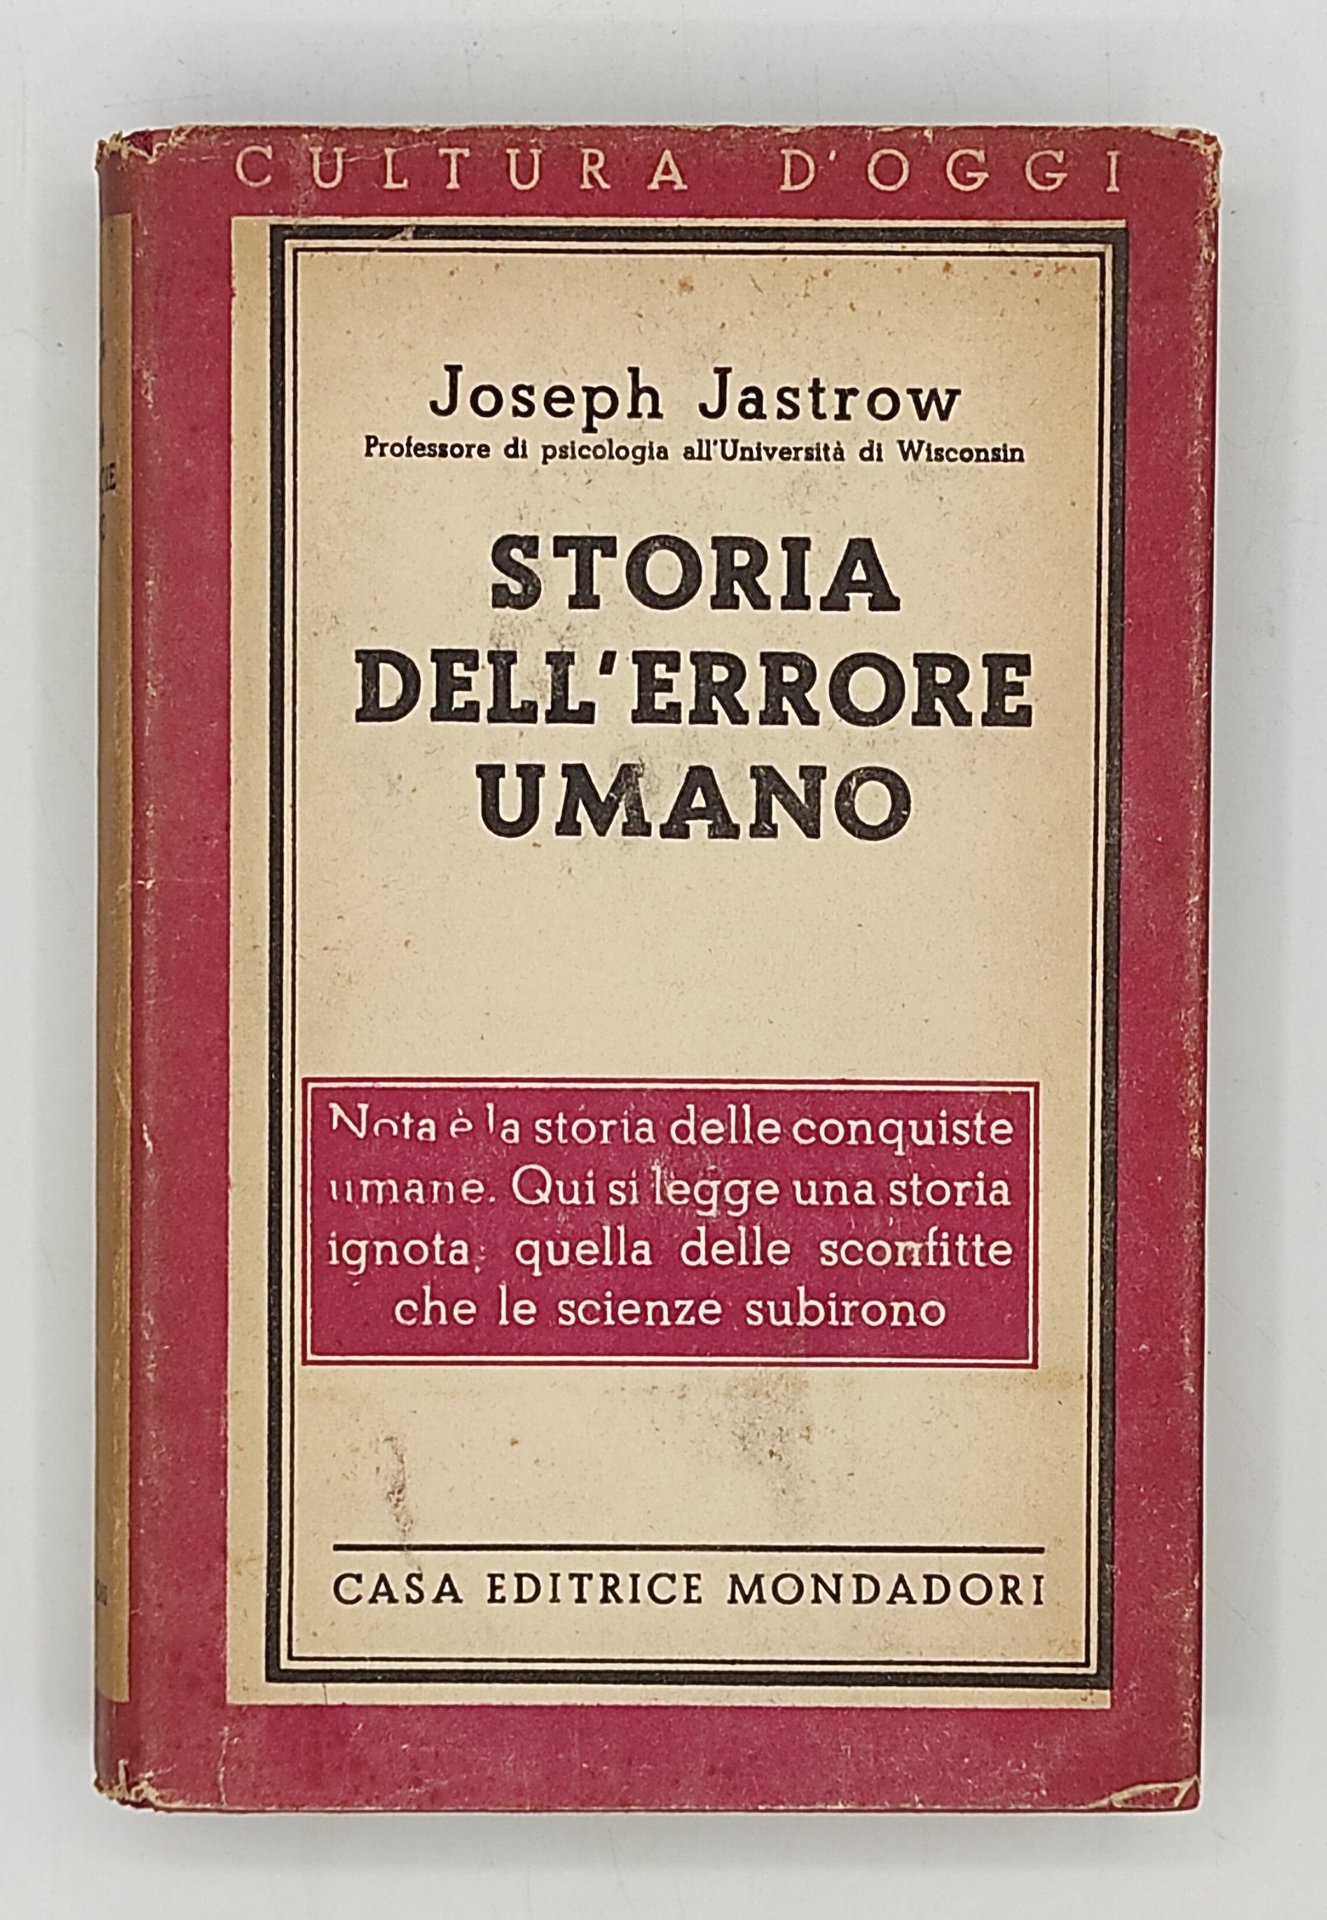 CULTURA D'OGGI
Joseph Jastrow
Professore di psicologia all'Università di Wisconsin
STORIA
DELL'ERRORE
UMANO
Nota è la storia delle conquiste
umane. Qui si legge una storia
ignota: quella delle sconfitte
che le scienze subirono
CASA EDITRICE MONDADORI